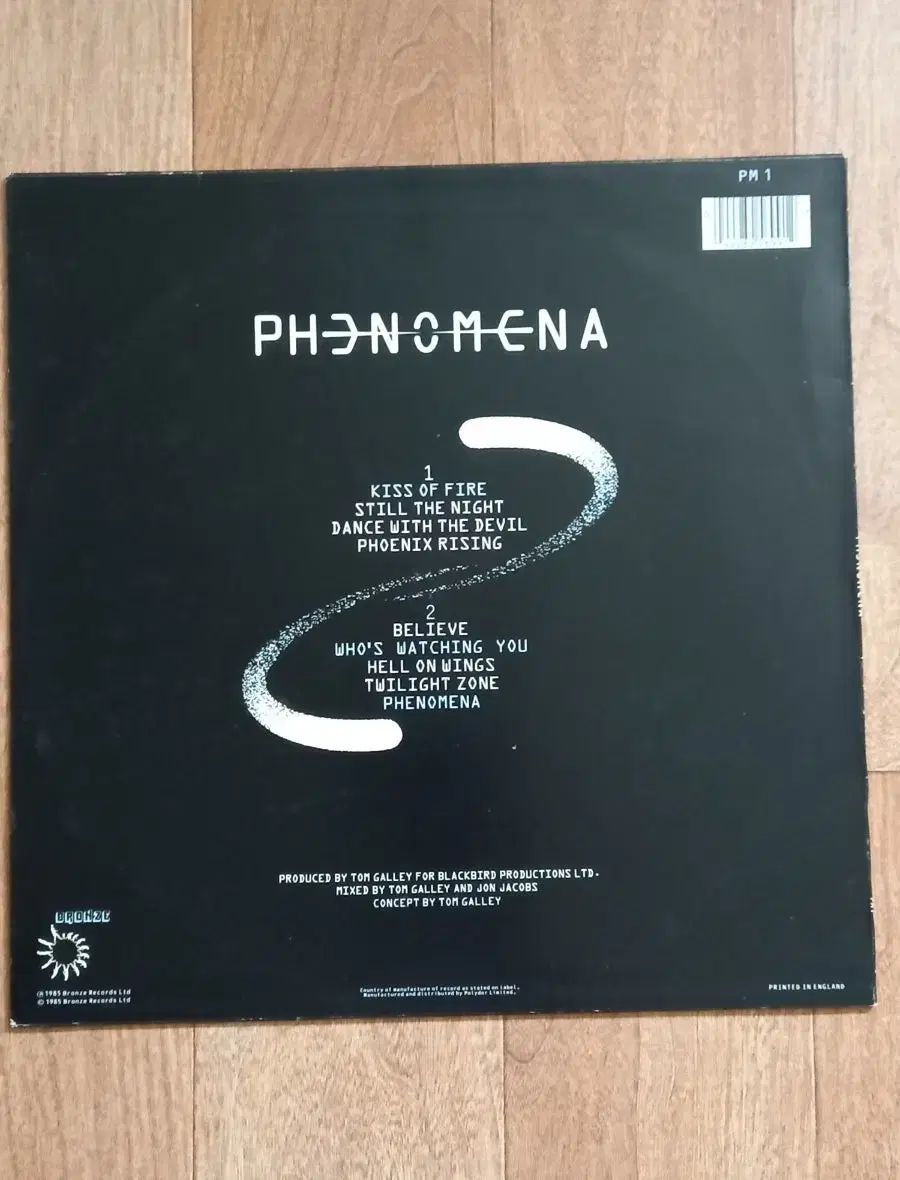 PM 1
PHENOMENA
1
KISS OF FIRE
STILL THE NIGHT
DANCE WITH THE DEVIL
PHOENIX RISING
2
BELIEVE
WHO'S WATCHING YOU
HELL ON WINGS
TWILIGHT ZONE
PHENOMENA
PRODUCED BY TOM GALLEY FOR BLACKBIRD PRODUCTIONS LTD.
MIXED BY TOM GALLEY AND JON JACOBS
CONCEPT BY TOM GALLEY
BRONZE
℗ 1985 Bronze Records Ltd
© 1985 Bronze Records Ltd
Country of manufacture of record as stated on label.
Manufactured and distributed by Polydor Limited.
PRINTED IN ENGLAND